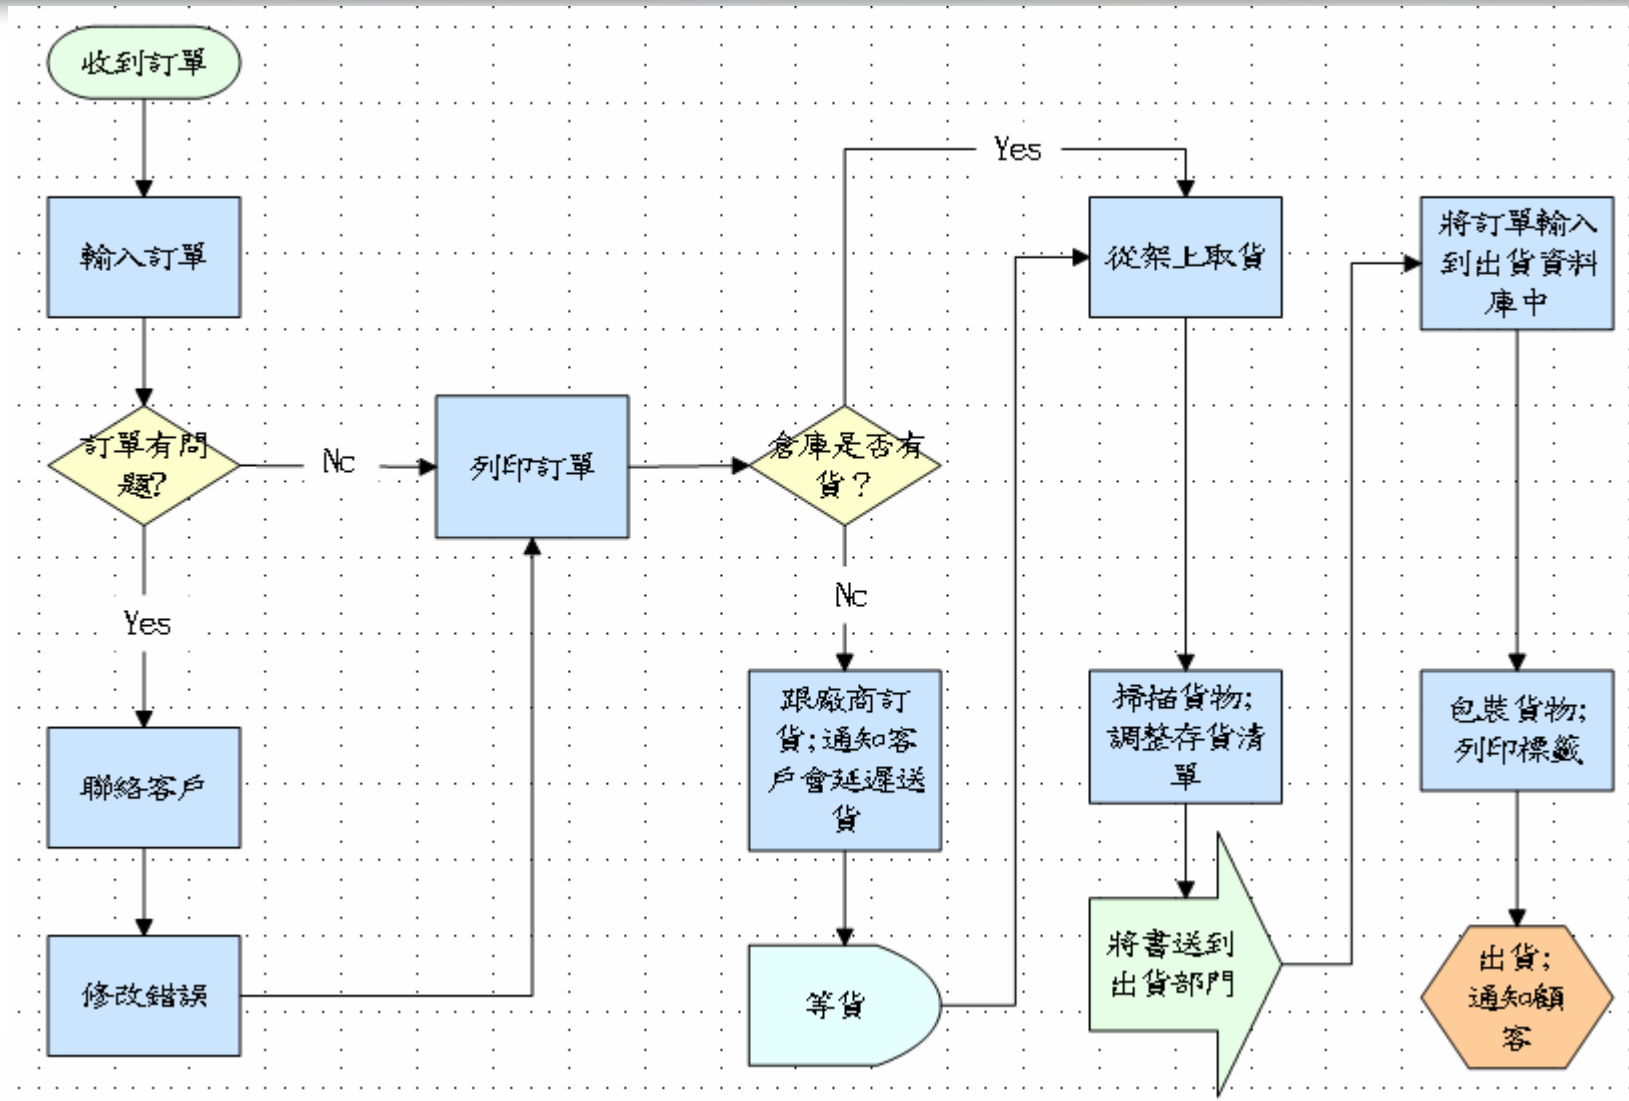 收到訂單
輸入訂單
訂單有問
題?
No
Yes
聯絡客戶
修改錯誤
列印訂單
倉庫是否有
貨？
Yes
No
跟廠商訂
貨;通知客
戶會延遲送
貨
等貨
從架上取貨
掃描貨物;
調整存貨清
單
將書送到
出貨部門
將訂單輸入
到出貨資料
庫中
包裝貨物;
列印標籤
出貨;
通知顧
客